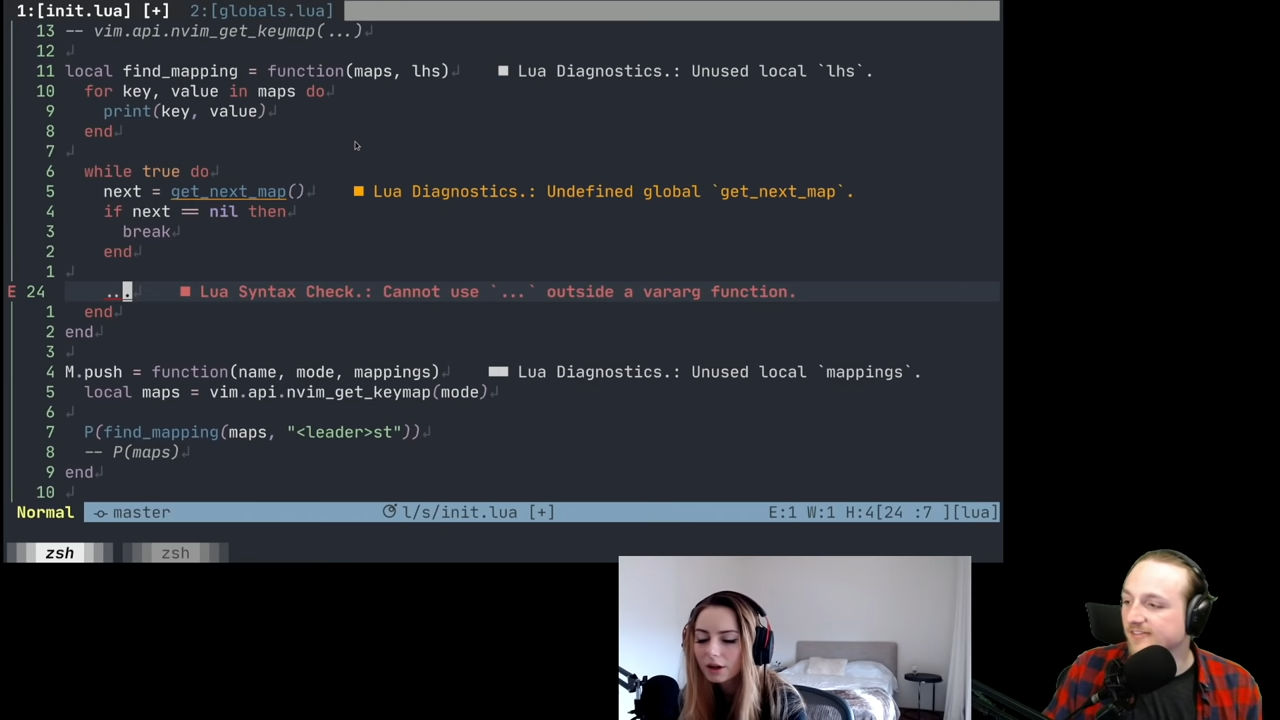 1:[init.lua] [+] 2:[globals.lua]
13 -- vim.api.nvim_get_keymap(...)
12
11 local find_mapping = function(maps, lhs) ■ Lua Diagnostics.: Unused local `lhs`.
10 for key, value in maps do
9 print(key, value)
8 end
7
6 while true do
5 next = get_next_map() ■ Lua Diagnostics.: Undefined global `get_next_map`.
4 if next == nil then
3 break
2 end
1
E 24 ... ■ Lua Syntax Check.: Cannot use `...` outside a vararg function.
1 end
2 end
3
4 M.push = function(name, mode, mappings) ■■ Lua Diagnostics.: Unused local `mappings`.
5 local maps = vim.api.nvim_get_keymap(mode)
6
7 P(find_mapping(maps, "<leader>st"))
8 -- P(maps)
9 end
10
Normal master l/s/init.lua [+] E:1 W:1 H:4[24 :7 ][lua]
zsh zsh